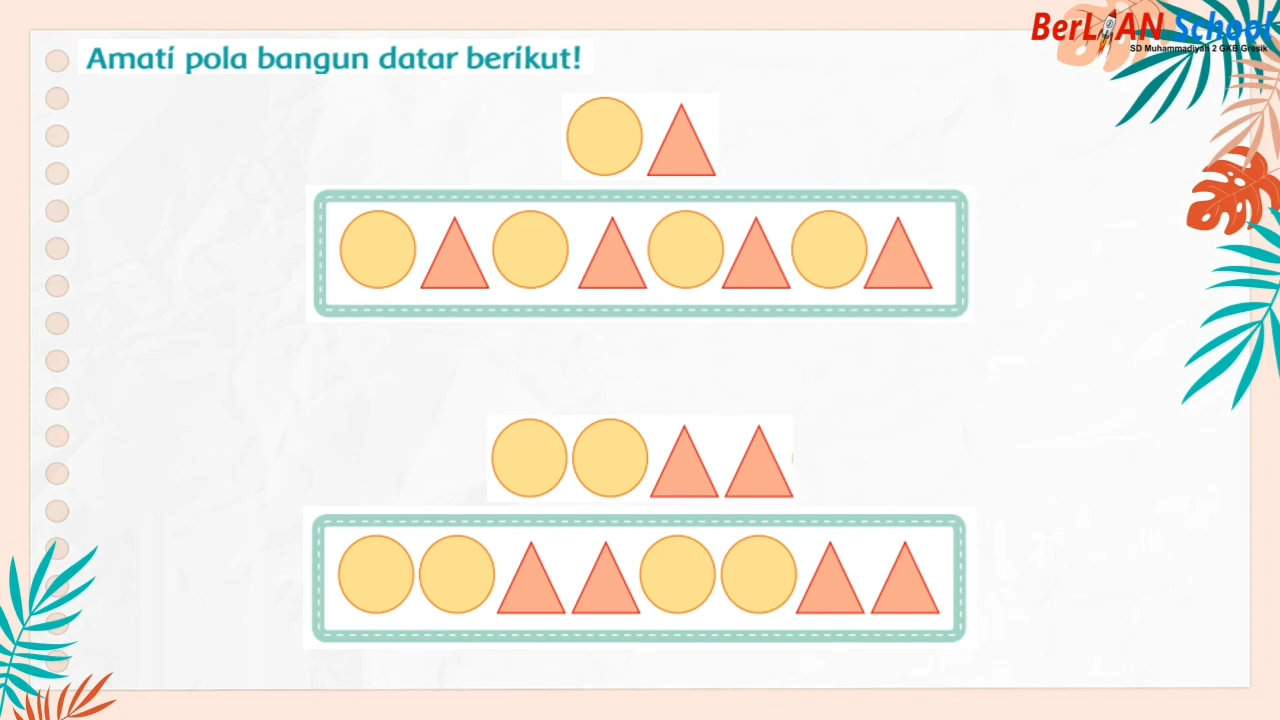 BerLIAN School
SD Muhammadiyah 2 GKB Gresik
Amati pola bangun datar berikut!